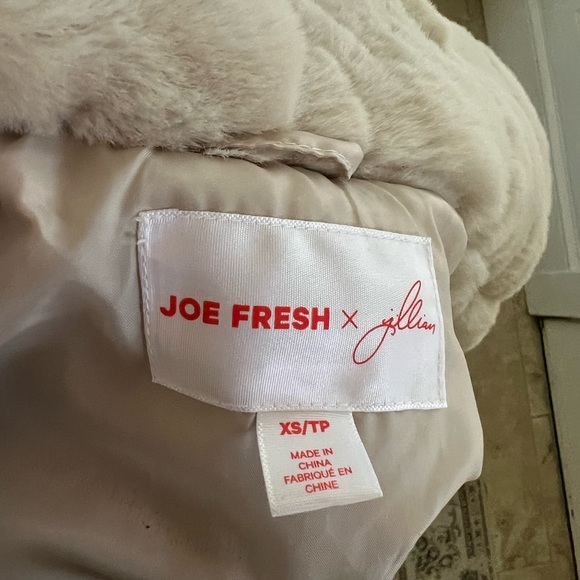 JOE FRESH × jillian
XS/TP
MADE IN
CHINA
FABRIQUÉ EN
CHINE